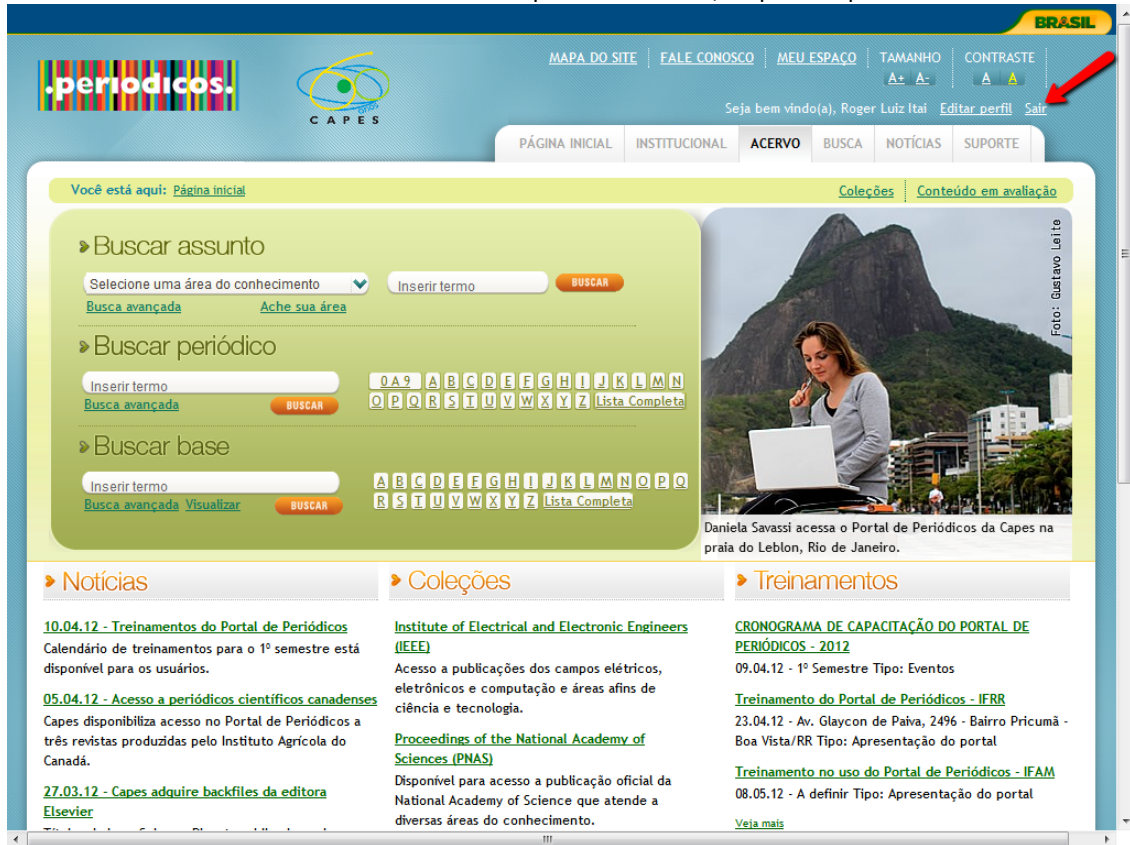 BRASIL
.periodicos.
CAPES
anos
MAPA DO SITE FALE CONOSCO MEU ESPAÇO TAMANHO CONTRASTE
A+ A- A A
Seja bem vindo(a), Roger Luiz Itai Editar perfil Sair
PÁGINA INICIAL INSTITUCIONAL ACERVO BUSCA NOTÍCIAS SUPORTE
Você está aqui: Página inicial Coleções Conteúdo em avaliação
Buscar assunto
Selecione uma área do conhecimento Inserir termo BUSCAR
Busca avançada Ache sua área
Buscar periódico
Inserir termo
Busca avançada BUSCAR
0 A 9 A B C D E F G H I J K L M N
O P Q R S T U V W X Y Z Lista Completa
Buscar base
Inserir termo
Busca avançada Visualizar BUSCAR
A B C D E F G H I J K L M N O P Q
R S T U V W X Y Z Lista Completa
Foto: Gustavo Leite
Daniela Savassi acessa o Portal de Periódicos da Capes na
praia do Leblon, Rio de Janeiro.
Notícias
10.04.12 - Treinamentos do Portal de Periódicos
Calendário de treinamentos para o 1º semestre está
disponível para os usuários.
05.04.12 - Acesso a periódicos científicos canadenses
Capes disponibiliza acesso no Portal de Periódicos a
três revistas produzidas pelo Instituto Agrícola do
Canadá.
27.03.12 - Capes adquire backfiles da editora
Elsevier
Coleções
Institute of Electrical and Electronic Engineers
(IEEE)
Acesso a publicações dos campos elétricos,
eletrônicos e computação e áreas afins de
ciência e tecnologia.
Proceedings of the National Academy of
Sciences (PNAS)
Disponível para acesso a publicação oficial da
National Academy of Science que atende a
diversas áreas do conhecimento.
Treinamentos
CRONOGRAMA DE CAPACITAÇÃO DO PORTAL DE
PERIÓDICOS - 2012
09.04.12 - 1º Semestre Tipo: Eventos
Treinamento do Portal de Periódicos - IFRR
23.04.12 - Av. Glaycon de Paiva, 2496 - Bairro Pricumã -
Boa Vista/RR Tipo: Apresentação do portal
Treinamento no uso do Portal de Periódicos - IFAM
08.05.12 - A definir Tipo: Apresentação do portal
Veja mais